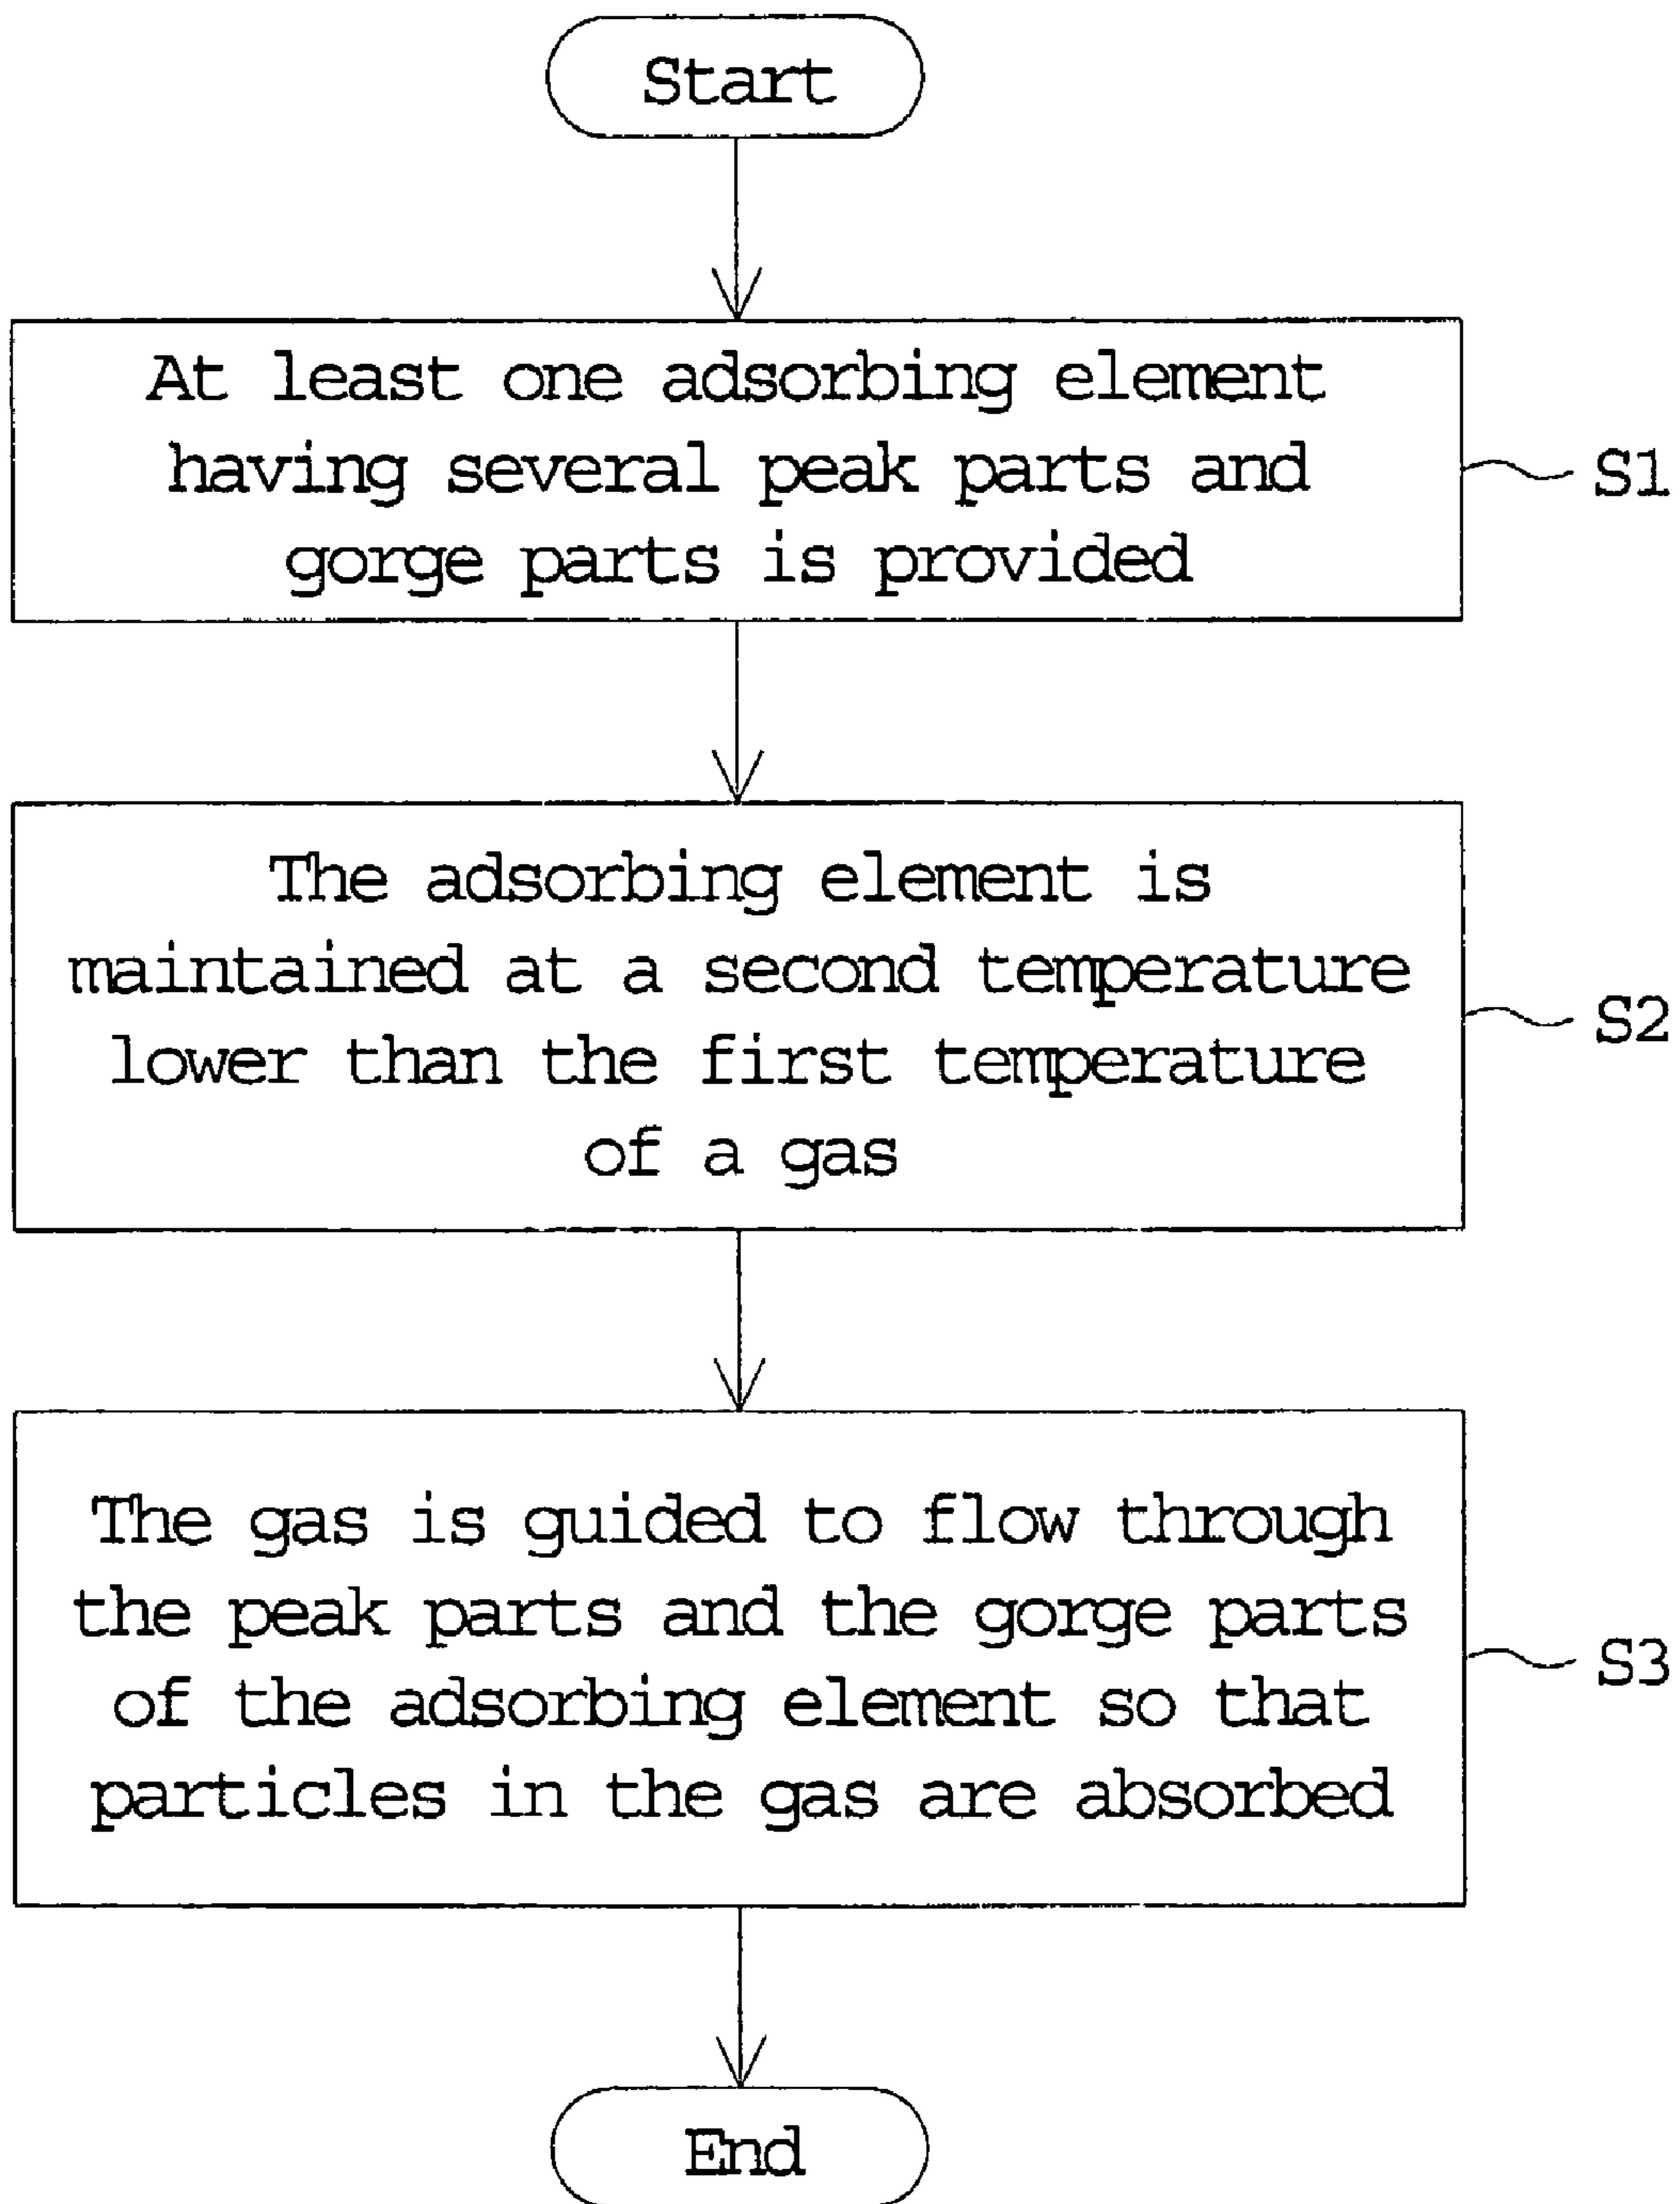 Start
At least one adsorbing element
having several peak parts and
gorge parts is provided
S1
The adsorbing element is
maintained at a second temperature
lower than the first temperature
of a gas
S2
The gas is guided to flow through
the peak parts and the gorge parts
of the adsorbing element so that
particles in the gas are absorbed
S3
End